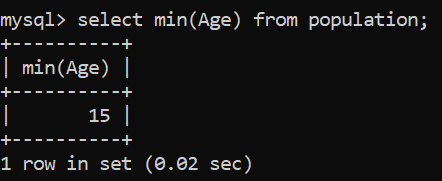 mysql> select min(Age) from population;
+----------+
| min(Age) |
+----------+
|       15 |
+----------+
1 row in set (0.02 sec)